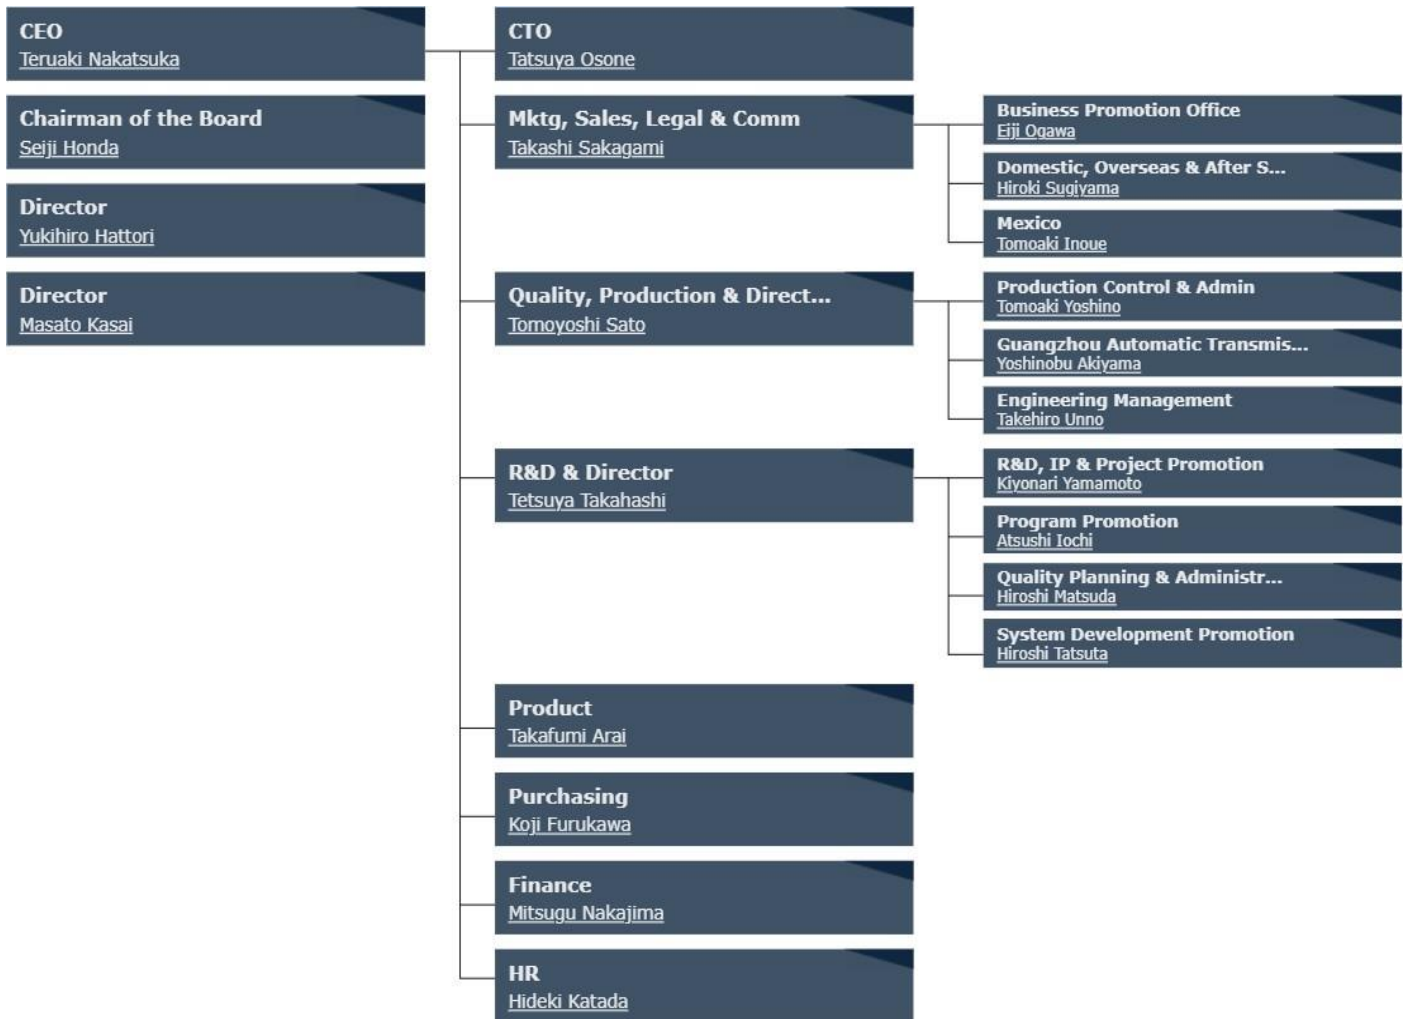 CEO
Teruaki Nakatsuka
Chairman of the Board
Seiji Honda
Director
Yukihiro Hattori
Director
Masato Kasai
CTO
Tatsuya Osone
Mktg, Sales, Legal & Comm
Takashi Sakagami
Business Promotion Office
Eiji Ogawa
Domestic, Overseas & After S...
Hiroki Sugiyama
Mexico
Tomoaki Inoue
Quality, Production & Direct...
Tomoyoshi Sato
Production Control & Admin
Tomoaki Yoshino
Guangzhou Automatic Transmis...
Yoshinobu Akiyama
Engineering Management
Takehiro Unno
R&D & Director
Tetsuya Takahashi
R&D, IP & Project Promotion
Kiyonari Yamamoto
Program Promotion
Atsushi Iochi
Quality Planning & Administr...
Hiroshi Matsuda
System Development Promotion
Hiroshi Tatsuta
Product
Takafumi Arai
Purchasing
Koji Furukawa
Finance
Mitsugu Nakajima
HR
Hideki Katada